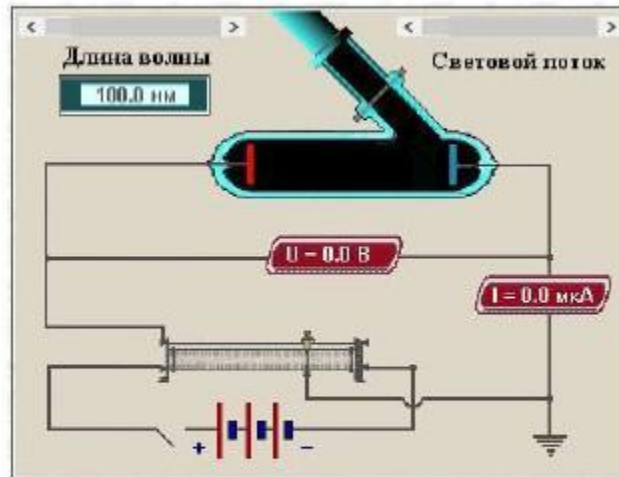 Длина волны
100.0 нм
Световой поток
U = 0.0 В
I = 0.0 мкА
+ −